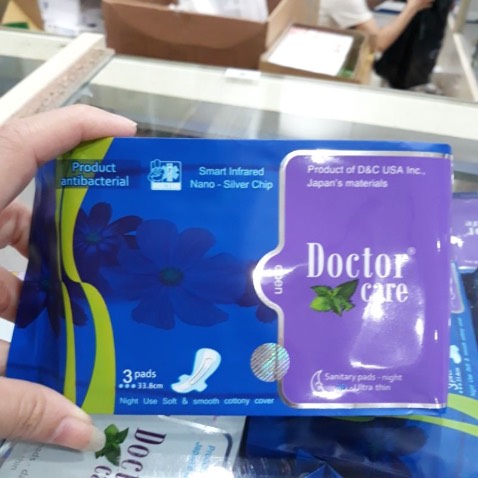 Product
antibacterial
Smart Infrared
Nano - Silver Chip
Product of D&C USA Inc.,
Japan's materials
open
Doctor®
care
3 pads
33.8cm
Sanitary pads - night
Ultra thin
Night Use Soft & smooth cottony cover
Doctor